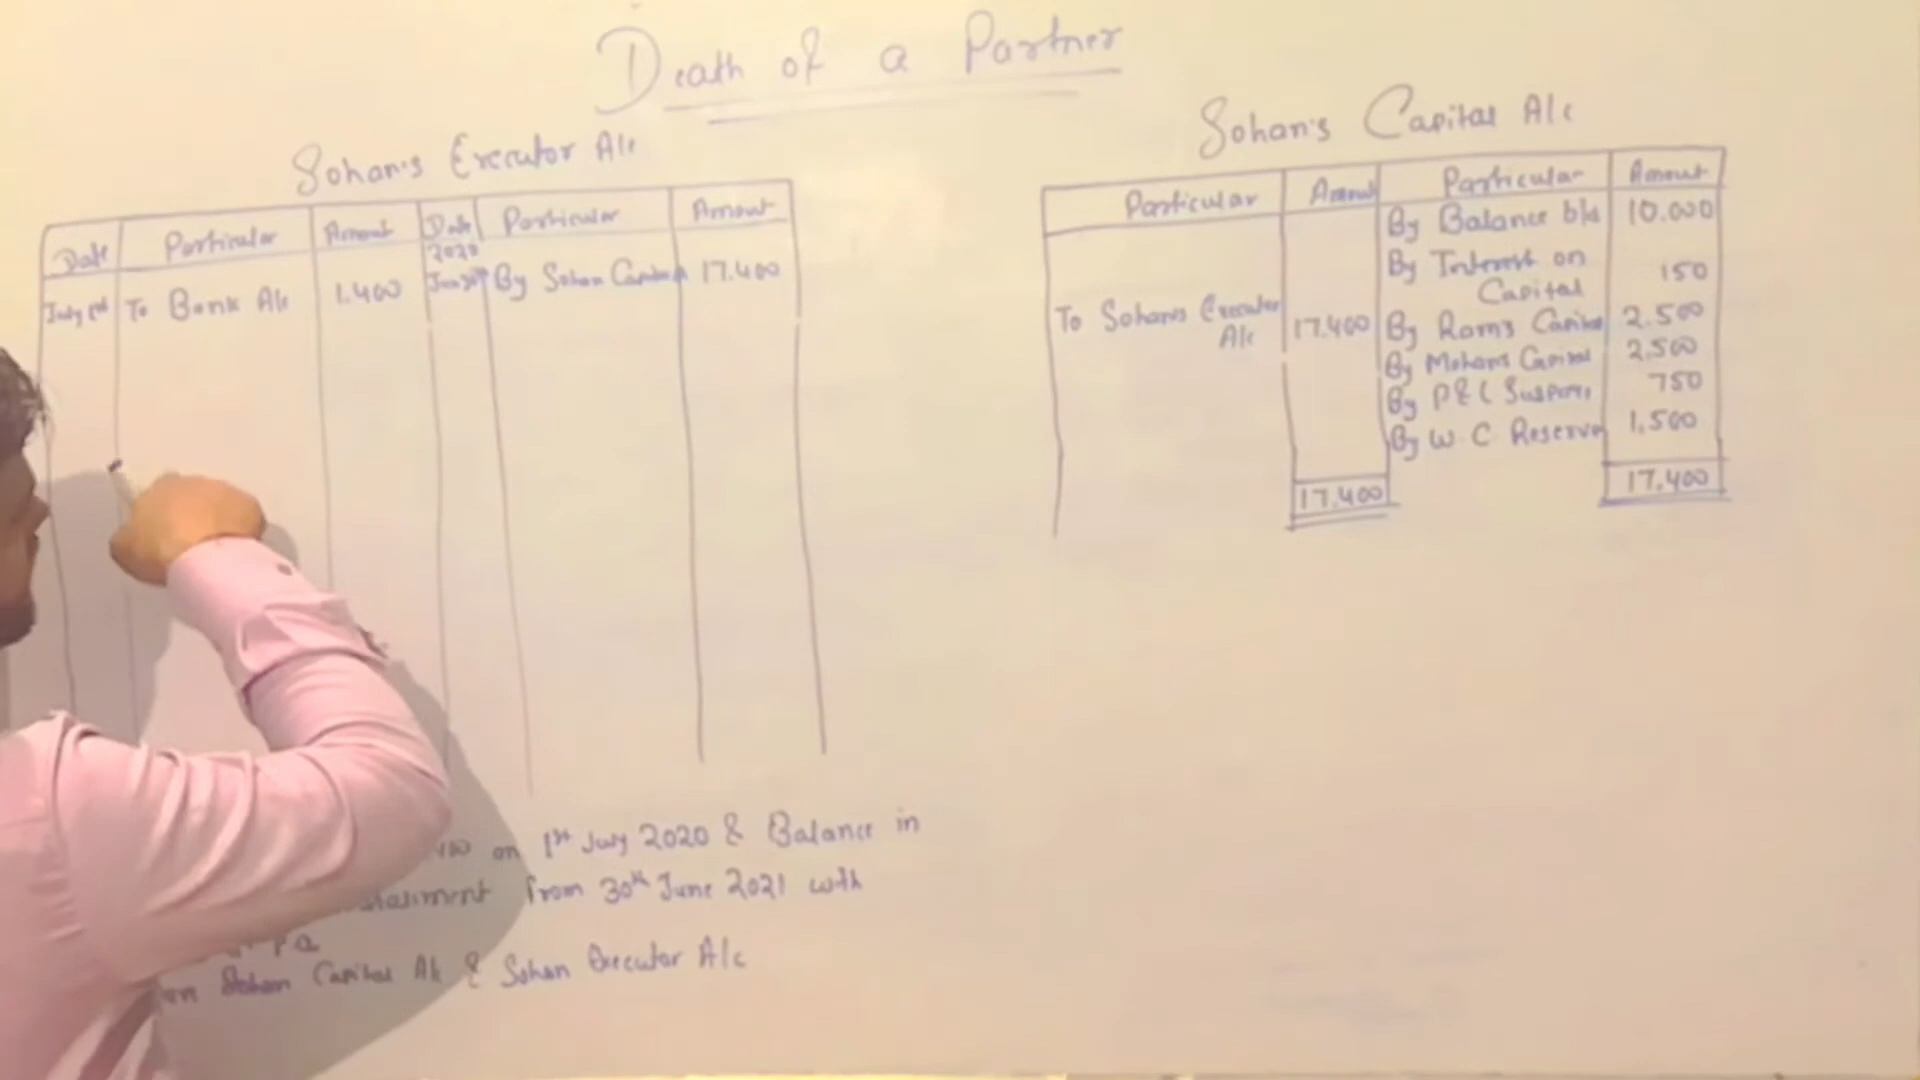 Death of a Partner
Sohan's Executor A/c
Date Particular Amount Date Particular Amount
2020
July 1st To Bank A/c 1.400 June 30th By Sohan Capital 17.400
Sohan's Capital A/c
Particular Amount Particular Amount
By Balance b/d 10.000
By Interest on
Capital 150
To Sohans Executor
A/c 17.400 By Ram's Capital 2.500
By Mohans Capital 2.500
By P&L Suspense 750
By W C Reserve 1.500
17.400 17.400
on 1st July 2020 & Balance in
from 30th June 2021 with
Sohan Capital A/c & Sohan Executor A/c